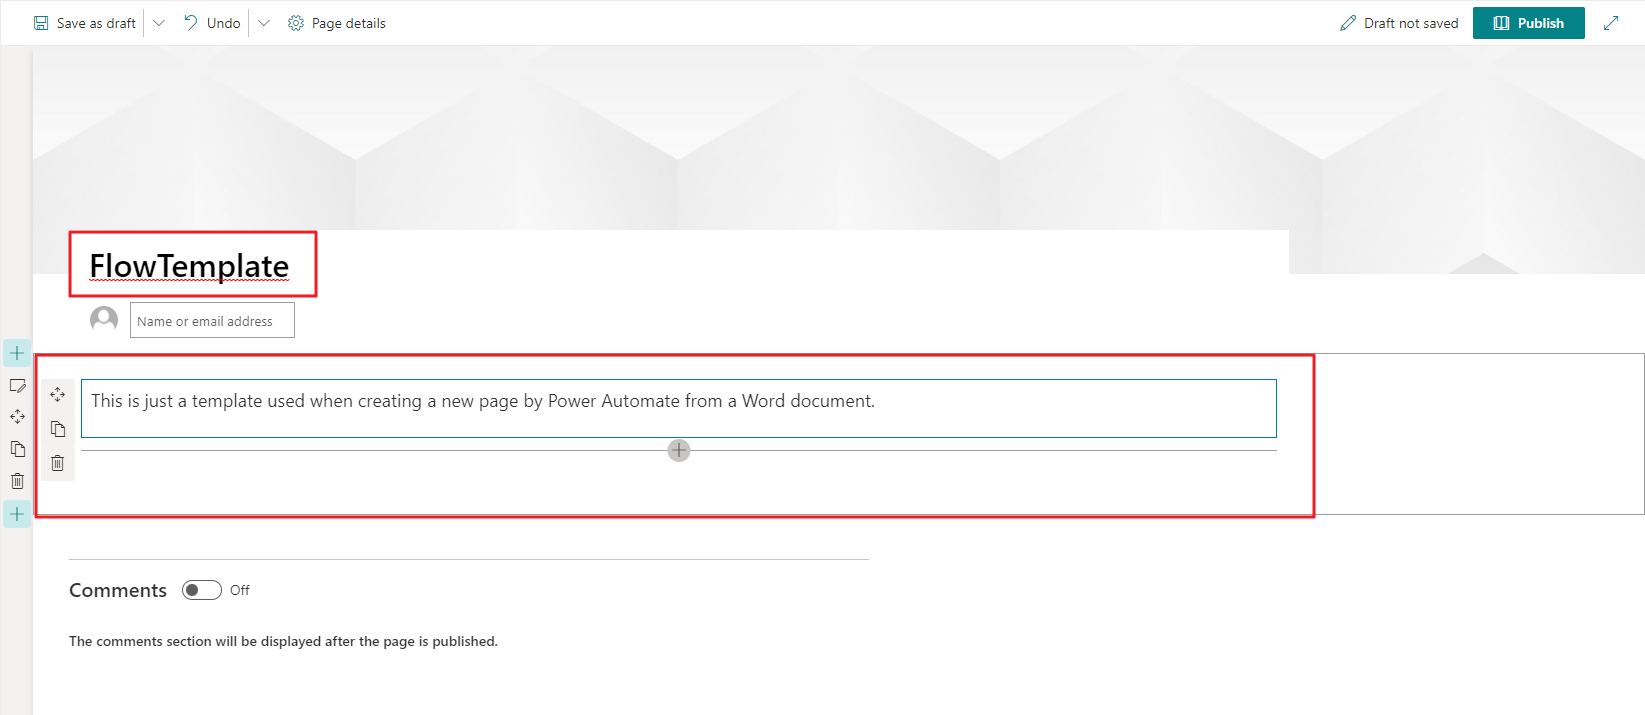 Save as draft Undo Page details Draft not saved Publish
FlowTemplate
Name or email address
This is just a template used when creating a new page by Power Automate from a Word document.
Comments Off
The comments section will be displayed after the page is published.